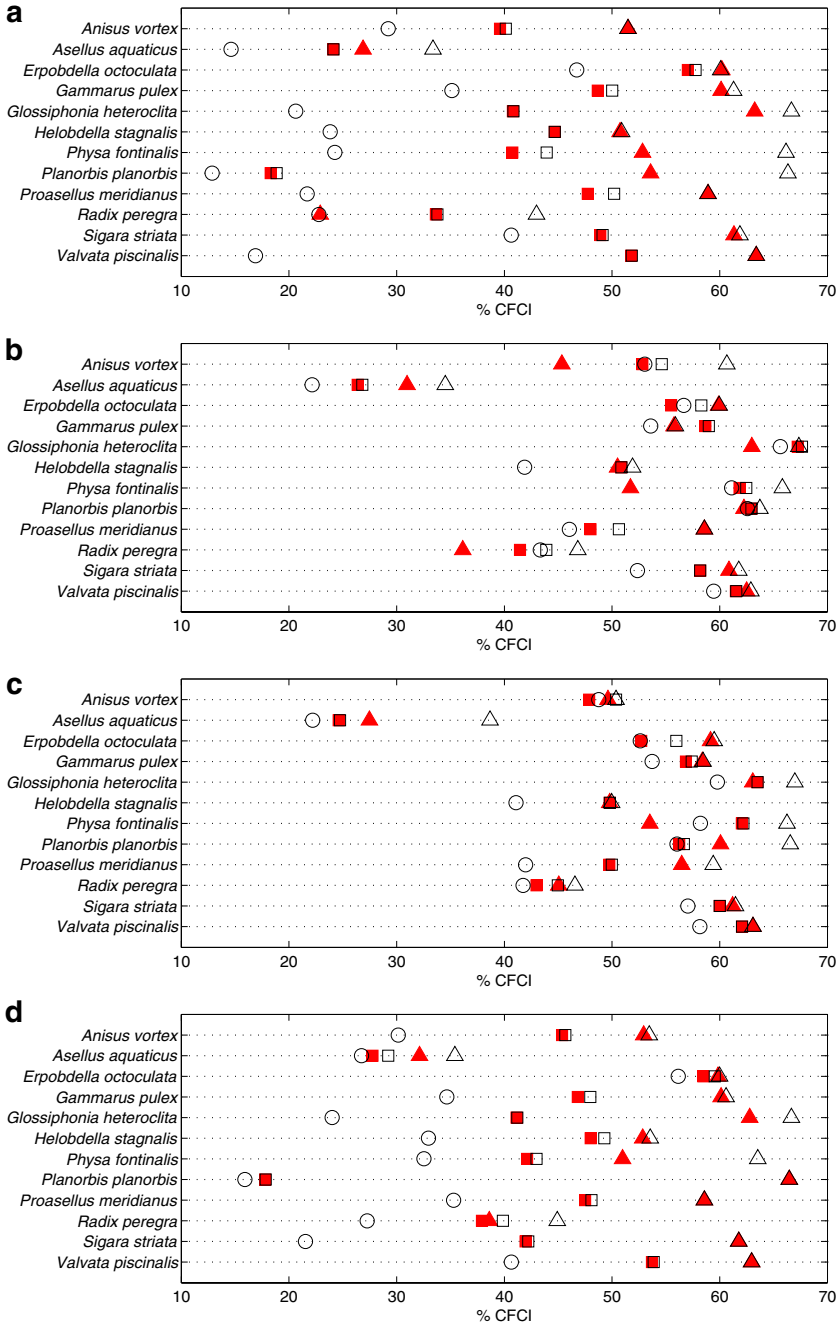 a
Anisus vortex
Asellus aquaticus
Erpobdella octoculata
Gammarus pulex
Glossiphonia heteroclita
Helobdella stagnalis
Physa fontinalis
Planorbis planorbis
Proasellus meridianus
Radix peregra
Sigara striata
Valvata piscinalis
10 20 30 40 50 60 70
% CFCI
b
Anisus vortex
Asellus aquaticus
Erpobdella octoculata
Gammarus pulex
Glossiphonia heteroclita
Helobdella stagnalis
Physa fontinalis
Planorbis planorbis
Proasellus meridianus
Radix peregra
Sigara striata
Valvata piscinalis
10 20 30 40 50 60 70
% CFCI
c
Anisus vortex
Asellus aquaticus
Erpobdella octoculata
Gammarus pulex
Glossiphonia heteroclita
Helobdella stagnalis
Physa fontinalis
Planorbis planorbis
Proasellus meridianus
Radix peregra
Sigara striata
Valvata piscinalis
10 20 30 40 50 60 70
% CFCI
d
Anisus vortex
Asellus aquaticus
Erpobdella octoculata
Gammarus pulex
Glossiphonia heteroclita
Helobdella stagnalis
Physa fontinalis
Planorbis planorbis
Proasellus meridianus
Radix peregra
Sigara striata
Valvata piscinalis
10 20 30 40 50 60 70
% CFCI